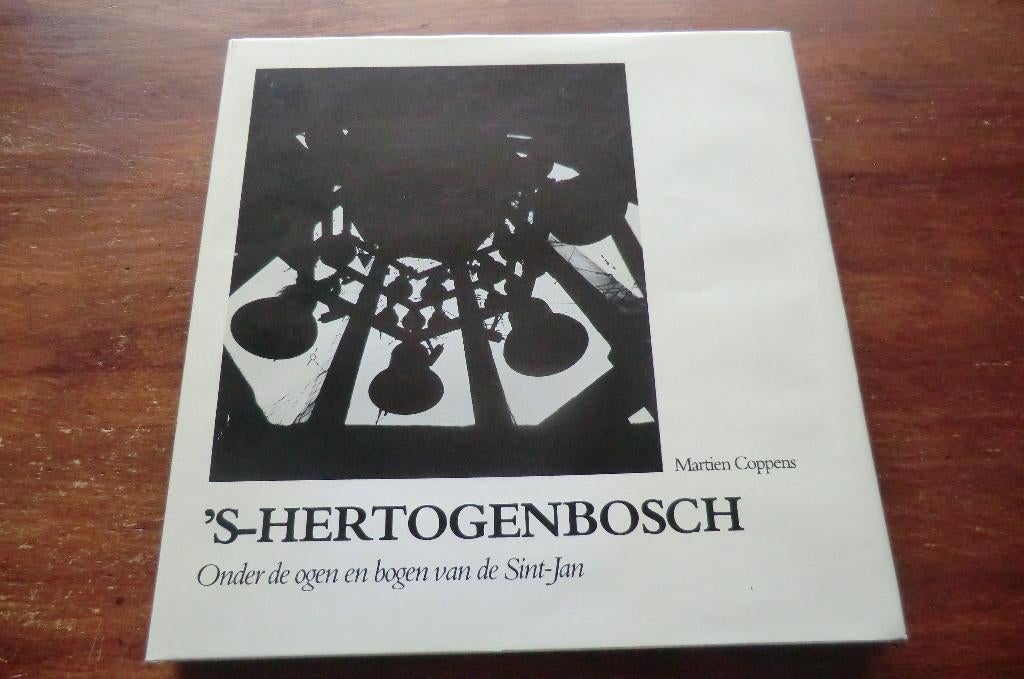 Martien Coppens
'S-HERTOGENBOSCH
Onder de ogen en bogen van de Sint-Jan